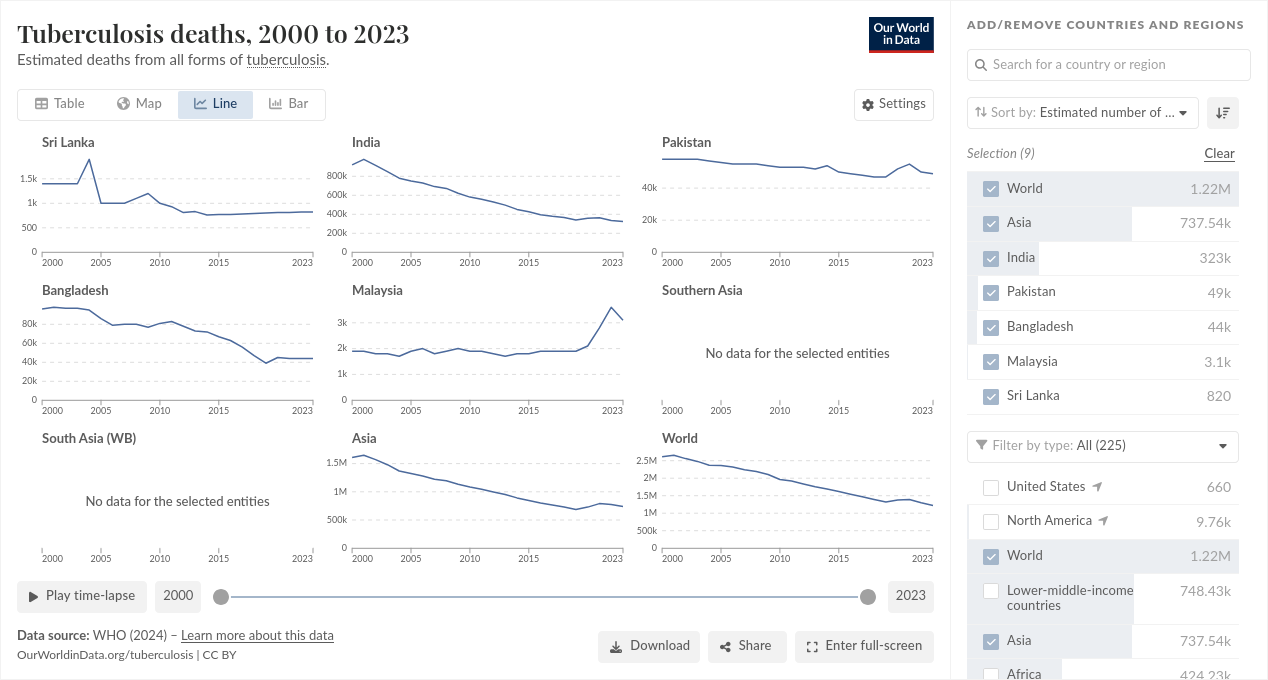 Tuberculosis deaths, 2000 to 2023
Estimated deaths from all forms of tuberculosis.
Our World
in Data
Table
Map
Line
Bar
Settings
Sri Lanka
1.5k
1k
500
0
2000
2005
2010
2015
2023
India
800k
600k
400k
200k
0
2000
2005
2010
2015
2023
Pakistan
40k
20k
0
2000
2005
2010
2015
2023
Bangladesh
80k
60k
40k
20k
0
2000
2005
2010
2015
2023
Malaysia
3k
2k
1k
0
2000
2005
2010
2015
2023
Southern Asia
No data for the selected entities
2000
2005
2010
2015
2023
South Asia (WB)
No data for the selected entities
2000
2005
2010
2015
2023
Asia
1.5M
1M
500k
0
2000
2005
2010
2015
2023
World
2.5M
2M
1.5M
1M
500k
0
2000
2005
2010
2015
2023
Play time-lapse
2000
2023
Data source: WHO (2024) – Learn more about this data
OurWorldinData.org/tuberculosis | CC BY
Download
Share
Enter full-screen
ADD/REMOVE COUNTRIES AND REGIONS
Search for a country or region
Sort by: Estimated number of ...
Selection (9)
Clear
World 1.22M
Asia 737.54k
India 323k
Pakistan 49k
Bangladesh 44k
Malaysia 3.1k
Sri Lanka 820
Filter by type: All (225)
United States 660
North America 9.76k
World 1.22M
Lower-middle-income 748.43k
countries
Asia 737.54k
Africa 424.23k